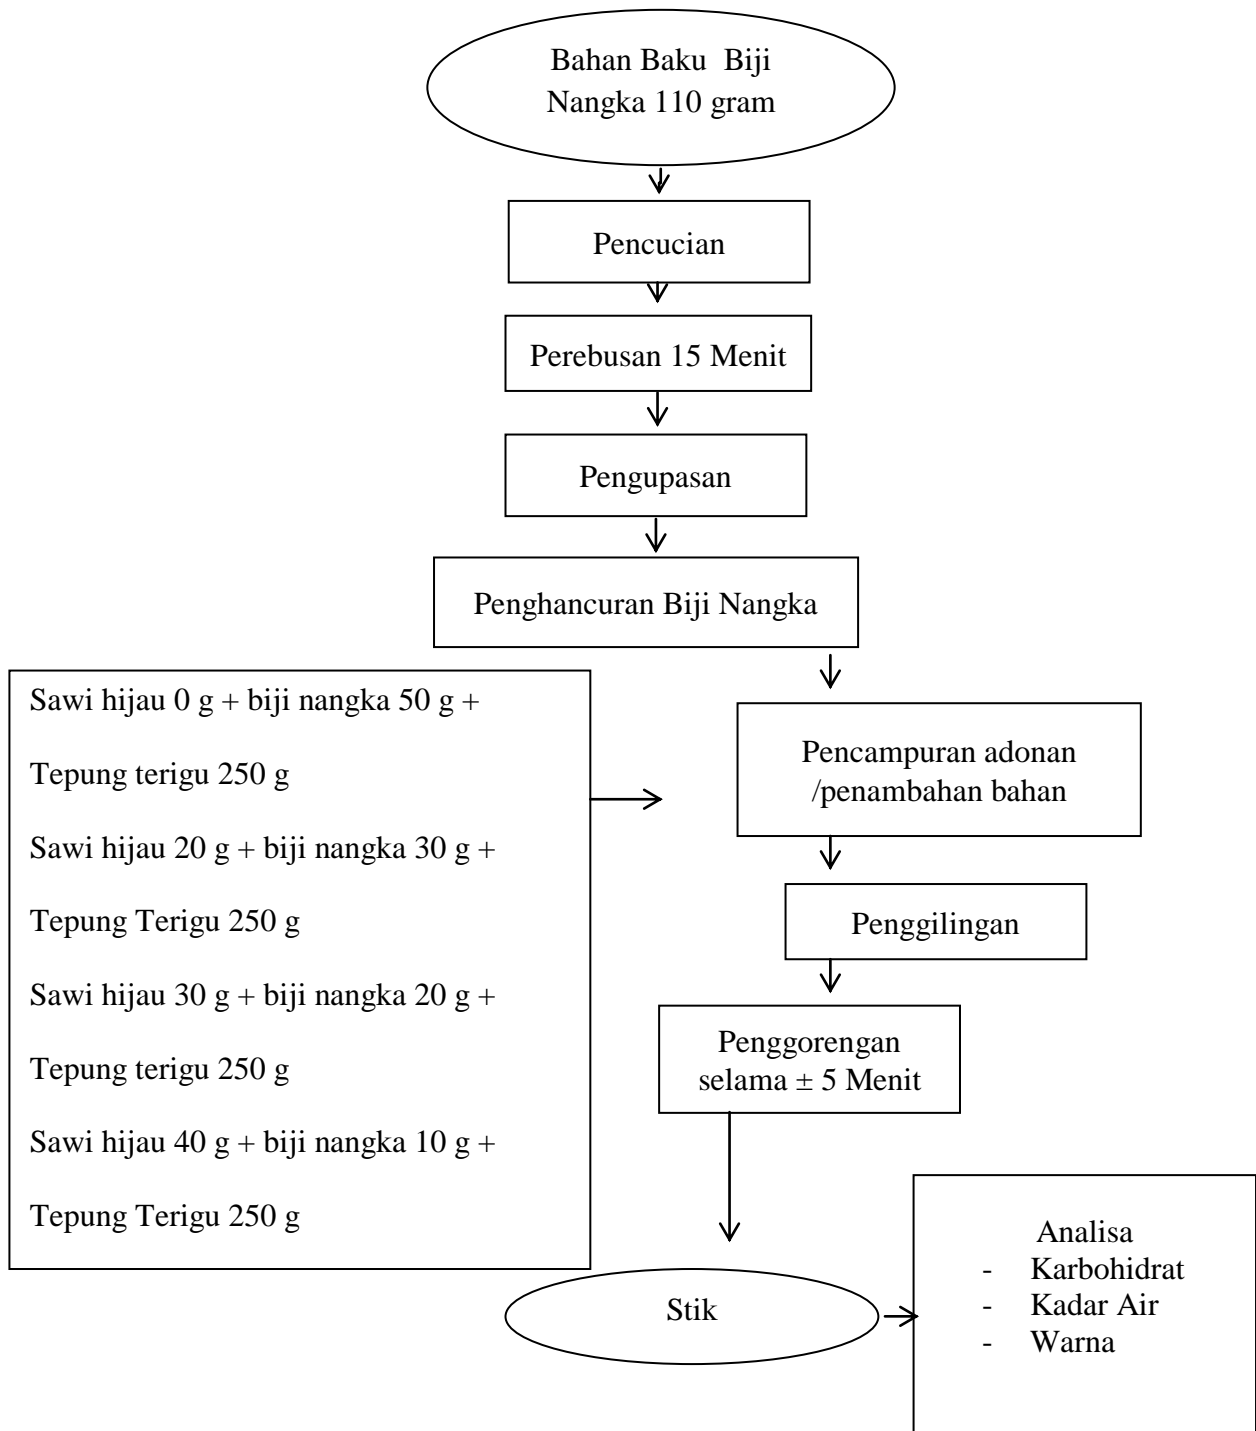 Bahan Baku Biji
Nangka 110 gram
Pencucian
Perebusan 15 Menit
Pengupasan
Penghancuran Biji Nangka
Sawi hijau 0 g + biji nangka 50 g +
Tepung terigu 250 g
Sawi hijau 20 g + biji nangka 30 g +
Tepung Terigu 250 g
Sawi hijau 30 g + biji nangka 20 g +
Tepung terigu 250 g
Sawi hijau 40 g + biji nangka 10 g +
Tepung Terigu 250 g
Pencampuran adonan
/penambahan bahan
Penggilingan
Penggorengan
selama ± 5 Menit
Stik
Analisa
- Karbohidrat
- Kadar Air
- Warna